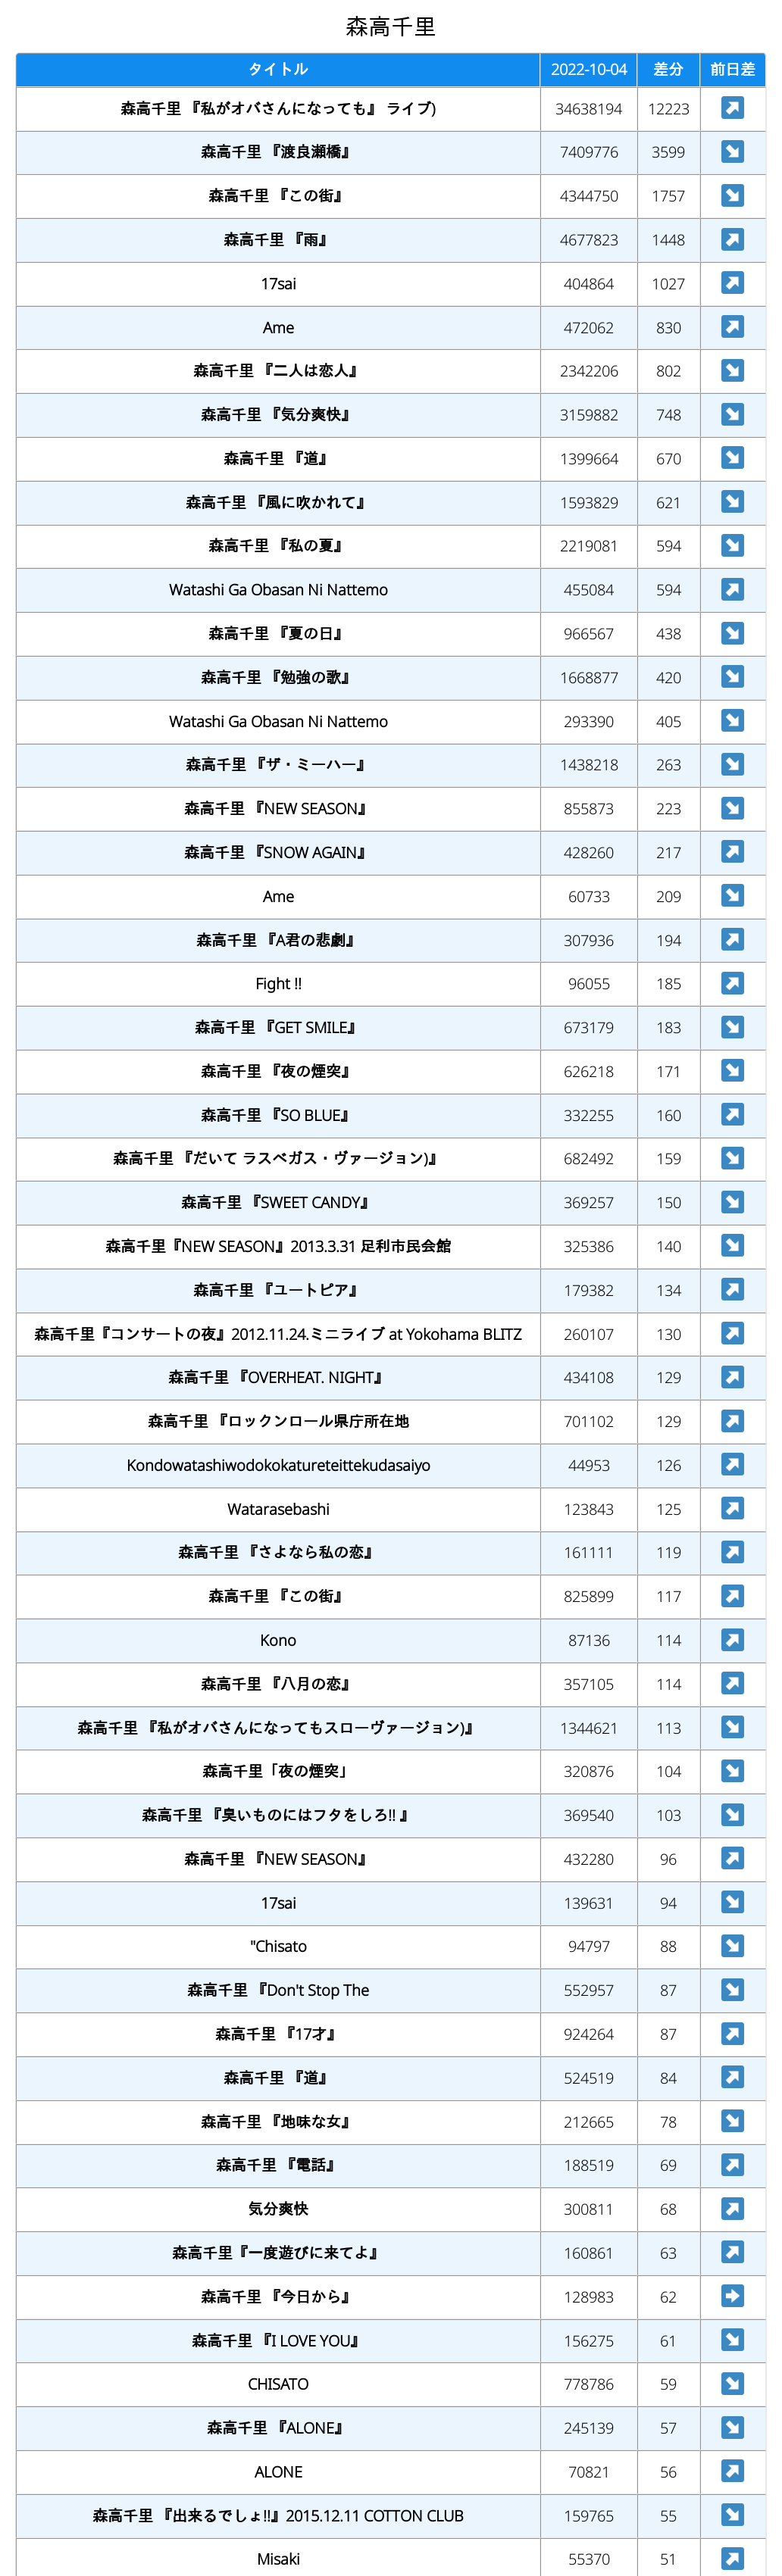 森高千里
タイトル 2022-10-04 差分 前日差
森高千里 『私がオバさんになっても』 ライブ) 34638194 12223
森高千里 『渡良瀬橋』 7409776 3599
森高千里 『この街』 4344750 1757
森高千里 『雨』 4677823 1448
17sai 404864 1027
Ame 472062 830
森高千里 『二人は恋人』 2342206 802
森高千里 『気分爽快』 3159882 748
森高千里 『道』 1399664 670
森高千里 『風に吹かれて』 1593829 621
森高千里 『私の夏』 2219081 594
Watashi Ga Obasan Ni Nattemo 455084 594
森高千里 『夏の日』 966567 438
森高千里 『勉強の歌』 1668877 420
Watashi Ga Obasan Ni Nattemo 293390 405
森高千里 『ザ・ミーハー』 1438218 263
森高千里 『NEW SEASON』 855873 223
森高千里 『SNOW AGAIN』 428260 217
Ame 60733 209
森高千里 『A君の悲劇』 307936 194
Fight !! 96055 185
森高千里 『GET SMILE』 673179 183
森高千里 『夜の煙突』 626218 171
森高千里 『SO BLUE』 332255 160
森高千里 『だいて ラスベガス・ヴァージョン)』 682492 159
森高千里 『SWEET CANDY』 369257 150
森高千里『NEW SEASON』2013.3.31 足利市民会館 325386 140
森高千里 『ユートピア』 179382 134
森高千里『コンサートの夜』2012.11.24.ミニライブ at Yokohama BLITZ 260107 130
森高千里 『OVERHEAT. NIGHT』 434108 129
森高千里 『ロックンロール県庁所在地 701102 129
Kondowatashiwodokokatureteittekudasaiyo 44953 126
Watarasebashi 123843 125
森高千里 『さよなら私の恋』 161111 119
森高千里 『この街』 825899 117
Kono 87136 114
森高千里 『八月の恋』 357105 114
森高千里 『私がオバさんになってもスローヴァージョン)』 1344621 113
森高千里「夜の煙突」 320876 104
森高千里 『臭いものにはフタをしろ!! 』 369540 103
森高千里 『NEW SEASON』 432280 96
17sai 139631 94
"Chisato 94797 88
森高千里 『Don't Stop The 552957 87
森高千里 『17才』 924264 87
森高千里 『道』 524519 84
森高千里 『地味な女』 212665 78
森高千里 『電話』 188519 69
気分爽快 300811 68
森高千里『一度遊びに来てよ』 160861 63
森高千里 『今日から』 128983 62
森高千里 『I LOVE YOU』 156275 61
CHISATO 778786 59
森高千里 『ALONE』 245139 57
ALONE 70821 56
森高千里 『出来るでしょ!!』2015.12.11 COTTON CLUB 159765 55
Misaki 55370 51